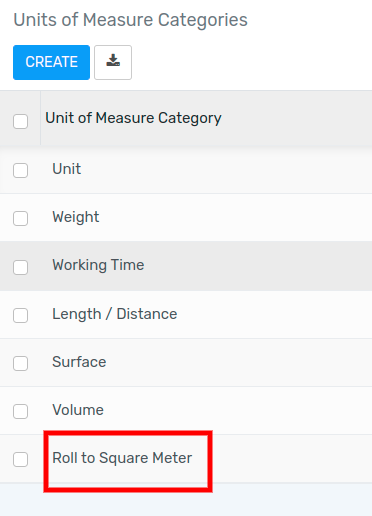 Units of Measure Categories
CREATE
Unit of Measure Category
Unit
Weight
Working Time
Length / Distance
Surface
Volume
Roll to Square Meter